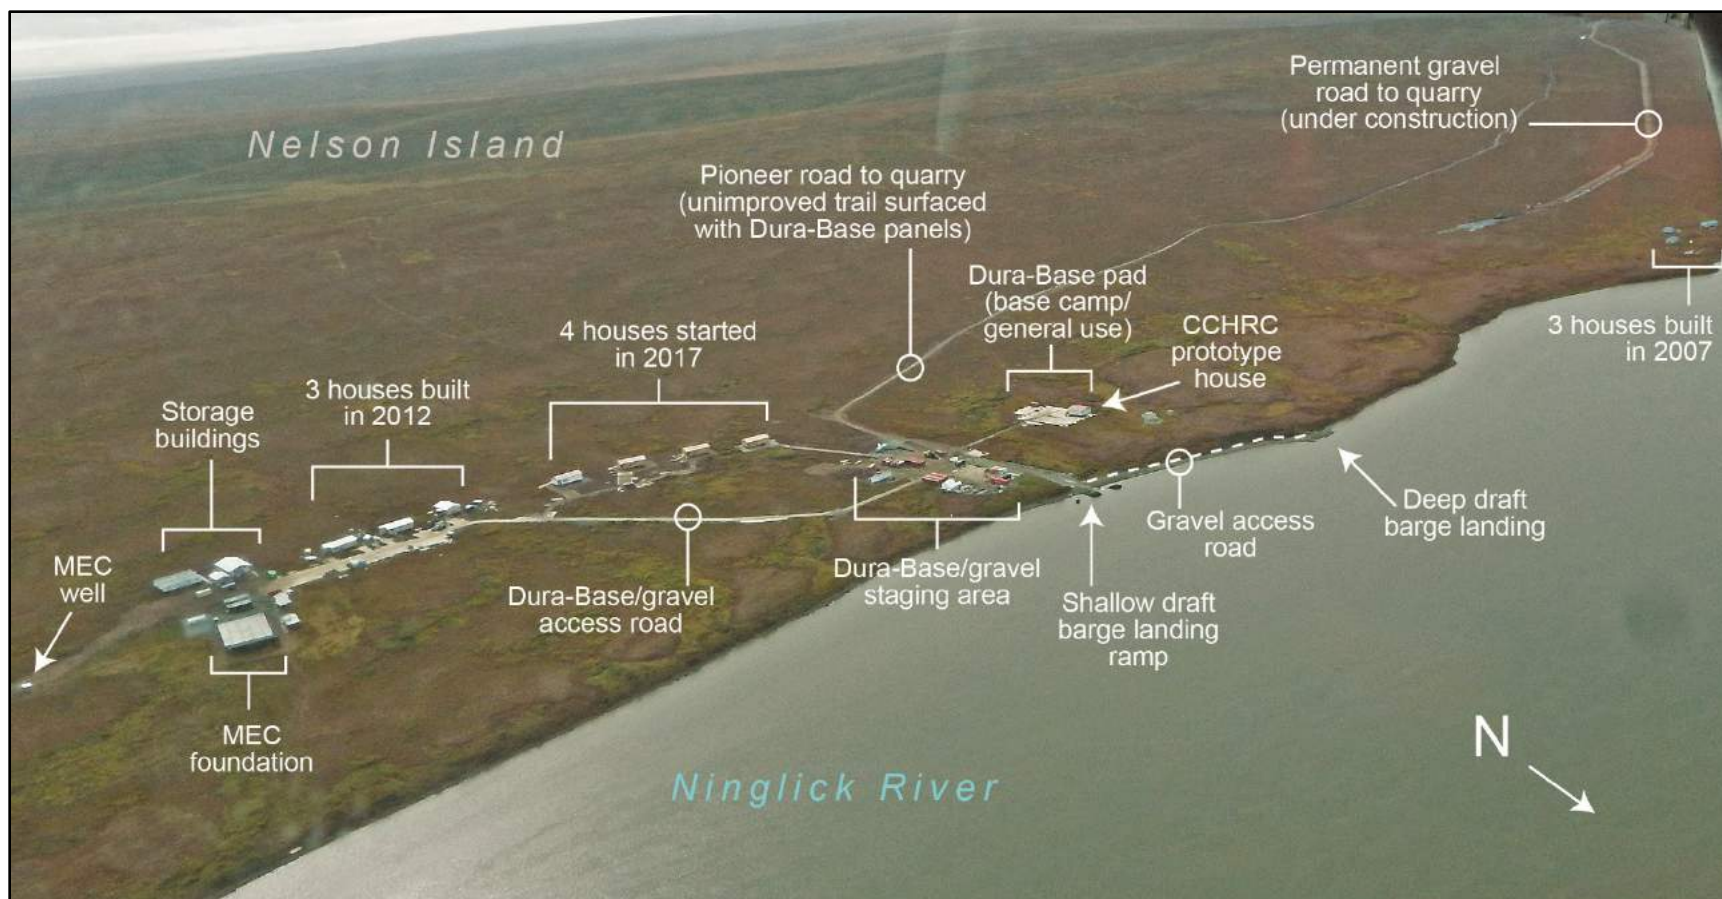 Nelson Island
Permanent gravel
road to quarry
(under construction)
Pioneer road to quarry
(unimproved trail surfaced
with Dura-Base panels)
Dura-Base pad
(base camp/
general use)
CCHRC
prototype
house
3 houses built
in 2007
4 houses started
in 2017
3 houses built
in 2012
Storage
buildings
MEC
well
Dura-Base/gravel
access road
Dura-Base/gravel
staging area
Shallow draft
barge landing
ramp
Gravel access
road
Deep draft
barge landing
MEC
foundation
Ninglick River
N